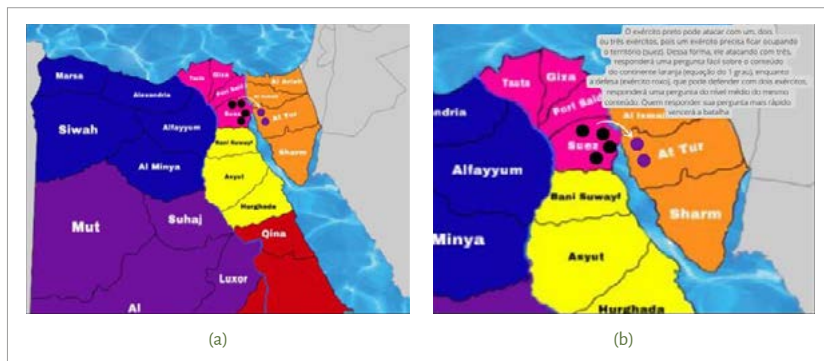 Marsa
Alexandria
Siwah
Alfayyum
Al Minya
Mut
Suhaj
Luxor
Al
Tanta
Giza
Port Said
Suez
Bani Suwayf
Asyut
Hurghada
Qina
Al Arish
At Tur
Sharm
(a)
O exército preto pode atacar com um, dois
ou três exércitos, pois um exército precisa ficar ocupando
o território (suez). Dessa forma, ele atacando com três,
responderá uma pergunta fácil sobre o conteúdo
do continente laranja (equação do 1 grau), enquanto
a defesa (exército roxo), que pode defender com dois exércitos,
responderá uma pergunta do nível médio do mesmo
conteúdo. Quem responder sua pergunta mais rápido
vencerá a batalha
Tanta
Giza
Port Said
Suez
andria
Alfayyum
Minya
Bani Suwayf
Asyut
Hurghada
At Tur
Sharm
(b)